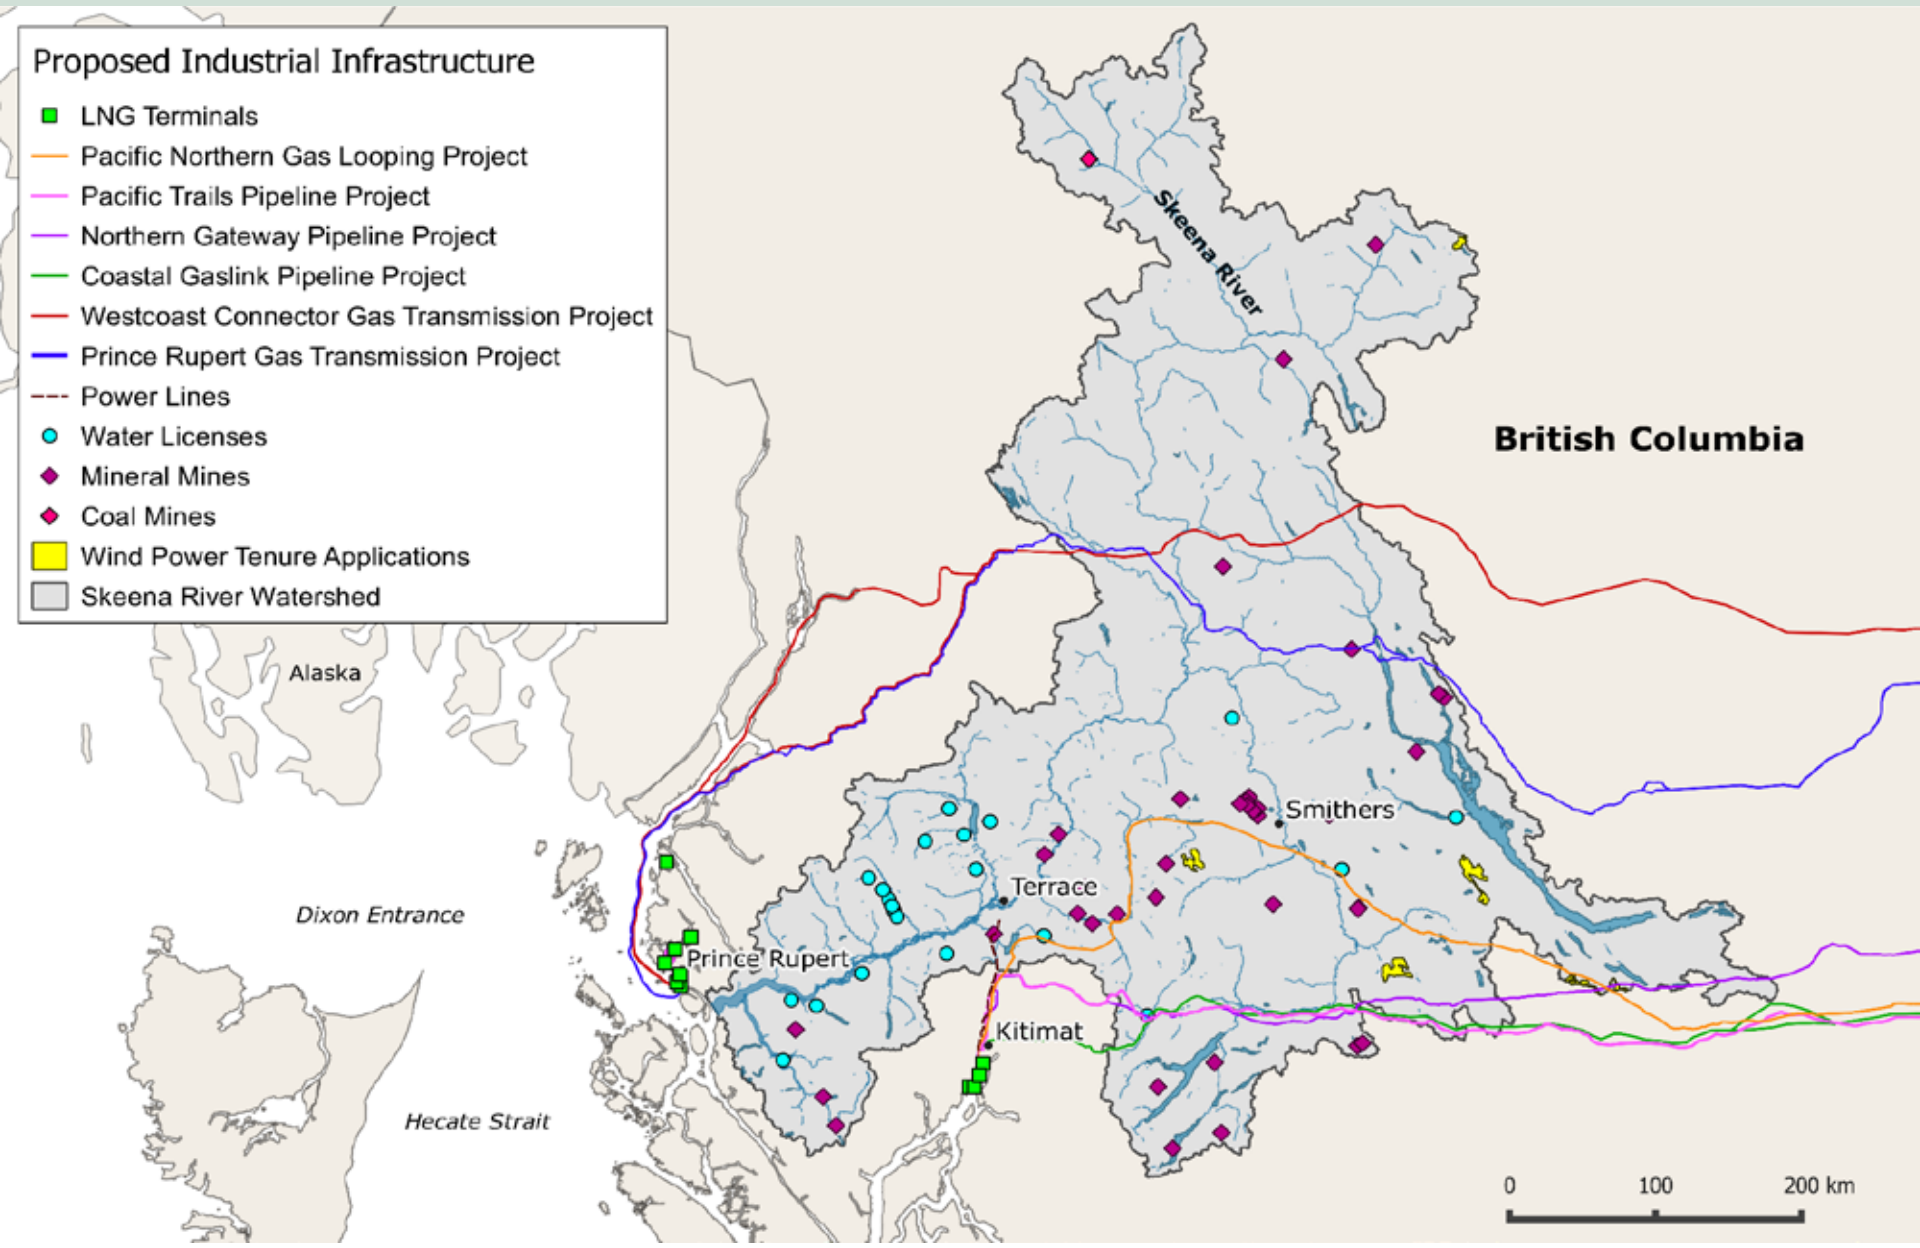 Proposed Industrial Infrastructure
LNG Terminals
Pacific Northern Gas Looping Project
Pacific Trails Pipeline Project
Northern Gateway Pipeline Project
Coastal Gaslink Pipeline Project
Westcoast Connector Gas Transmission Project
Prince Rupert Gas Transmission Project
Power Lines
Water Licenses
Mineral Mines
Coal Mines
Wind Power Tenure Applications
Skeena River Watershed
Skeena River
British Columbia
Alaska
Smithers
Terrace
Dixon Entrance
Prince Rupert
Kitimat
Hecate Strait
0 100 200 km